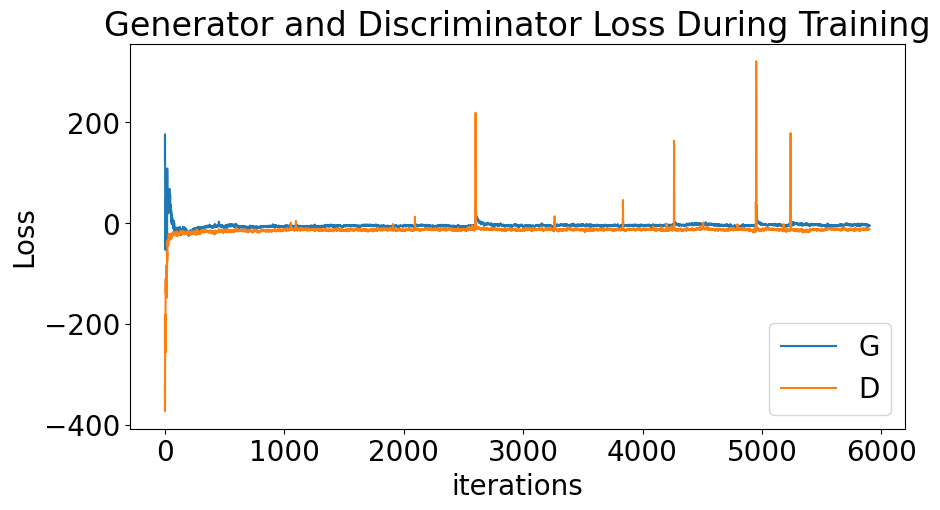 Generator and Discriminator Loss During Training
200
0
−200
−400
Loss
G
D
0 1000 2000 3000 4000 5000 6000
iterations